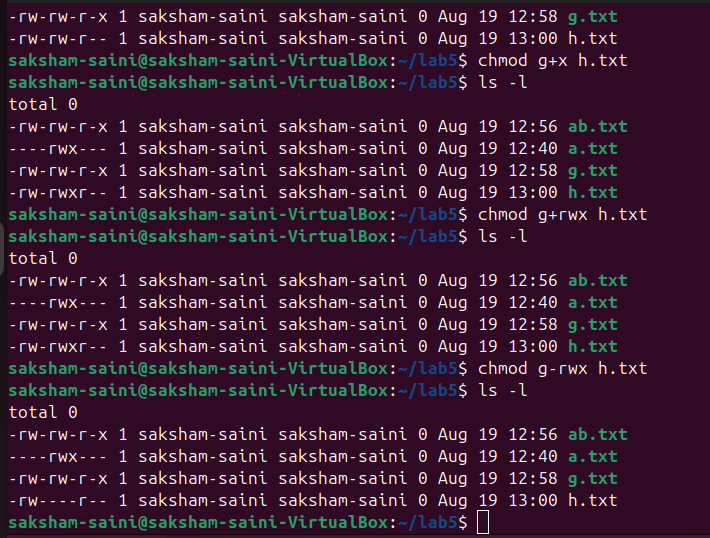 -rw-rw-r-x 1 saksham-saini saksham-saini 0 Aug 19 12:58 g.txt
-rw-rw-r-- 1 saksham-saini saksham-saini 0 Aug 19 13:00 h.txt
saksham-saini@saksham-saini-VirtualBox:~/lab5$ chmod g+x h.txt
saksham-saini@saksham-saini-VirtualBox:~/lab5$ ls -l
total 0
-rw-rw-r-x 1 saksham-saini saksham-saini 0 Aug 19 12:56 ab.txt
----rwx--- 1 saksham-saini saksham-saini 0 Aug 19 12:40 a.txt
-rw-rw-r-x 1 saksham-saini saksham-saini 0 Aug 19 12:58 g.txt
-rw-rwxr-- 1 saksham-saini saksham-saini 0 Aug 19 13:00 h.txt
saksham-saini@saksham-saini-VirtualBox:~/lab5$ chmod g+rwx h.txt
saksham-saini@saksham-saini-VirtualBox:~/lab5$ ls -l
total 0
-rw-rw-r-x 1 saksham-saini saksham-saini 0 Aug 19 12:56 ab.txt
----rwx--- 1 saksham-saini saksham-saini 0 Aug 19 12:40 a.txt
-rw-rw-r-x 1 saksham-saini saksham-saini 0 Aug 19 12:58 g.txt
-rw-rwxr-- 1 saksham-saini saksham-saini 0 Aug 19 13:00 h.txt
saksham-saini@saksham-saini-VirtualBox:~/lab5$ chmod g-rwx h.txt
saksham-saini@saksham-saini-VirtualBox:~/lab5$ ls -l
total 0
-rw-rw-r-x 1 saksham-saini saksham-saini 0 Aug 19 12:56 ab.txt
----rwx--- 1 saksham-saini saksham-saini 0 Aug 19 12:40 a.txt
-rw-rw-r-x 1 saksham-saini saksham-saini 0 Aug 19 12:58 g.txt
-rw----r-- 1 saksham-saini saksham-saini 0 Aug 19 13:00 h.txt
saksham-saini@saksham-saini-VirtualBox:~/lab5$